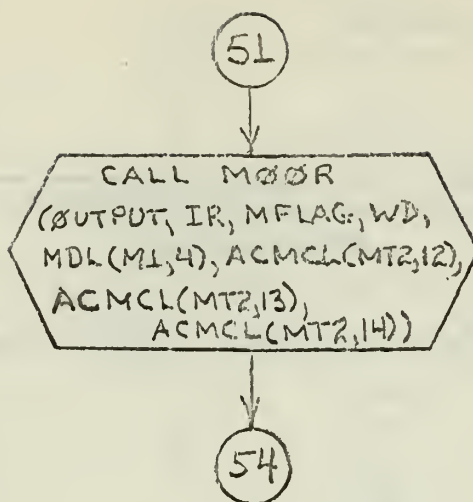 51
CALL MØØR
(ØUTPUT, IR, MFLAG, WD,
MDL(M1,4), ACMCL(MT2,12),
ACMCL(MT2,13),
ACMCL(MT2,14))
54